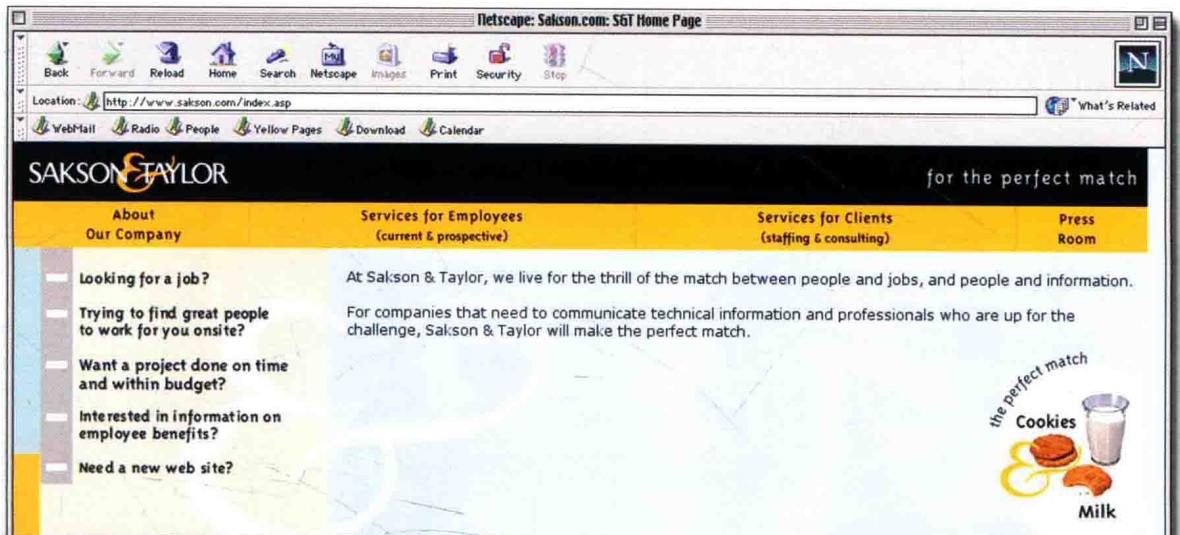 Netscape: Sakson.com: S&T Home Page
Back Forward Reload Home Search Netscape Images Print Security Stop
N
Location: http://www.sakson.com/index.asp What's Related
WebMail Radio People Yellow Pages Download Calendar
SAKSON & TAYLOR
for the perfect match
About
Our Company
Services for Employees
(current & prospective)
Services for Clients
(staffing & consulting)
Press
Room
Looking for a job?
Trying to find great people
to work for you onsite?
Want a project done on time
and within budget?
Interested in information on
employee benefits?
Need a new web site?
At Sakson & Taylor, we live for the thrill of the match between people and jobs, and people and information.
For companies that need to communicate technical information and professionals who are up for the
challenge, Sakson & Taylor will make the perfect match.
the perfect match
Cookies
&
Milk